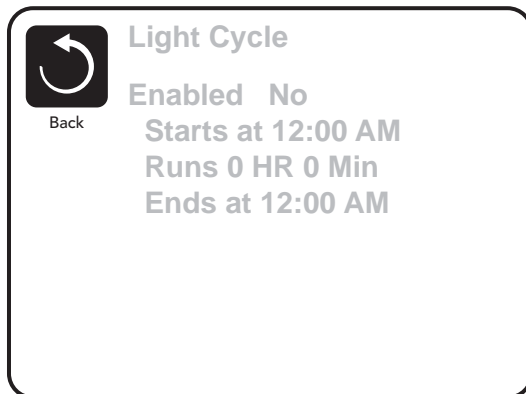 Light Cycle
Back
Enabled No
Starts at 12:00 AM
Runs 0 HR 0 Min
Ends at 12:00 AM